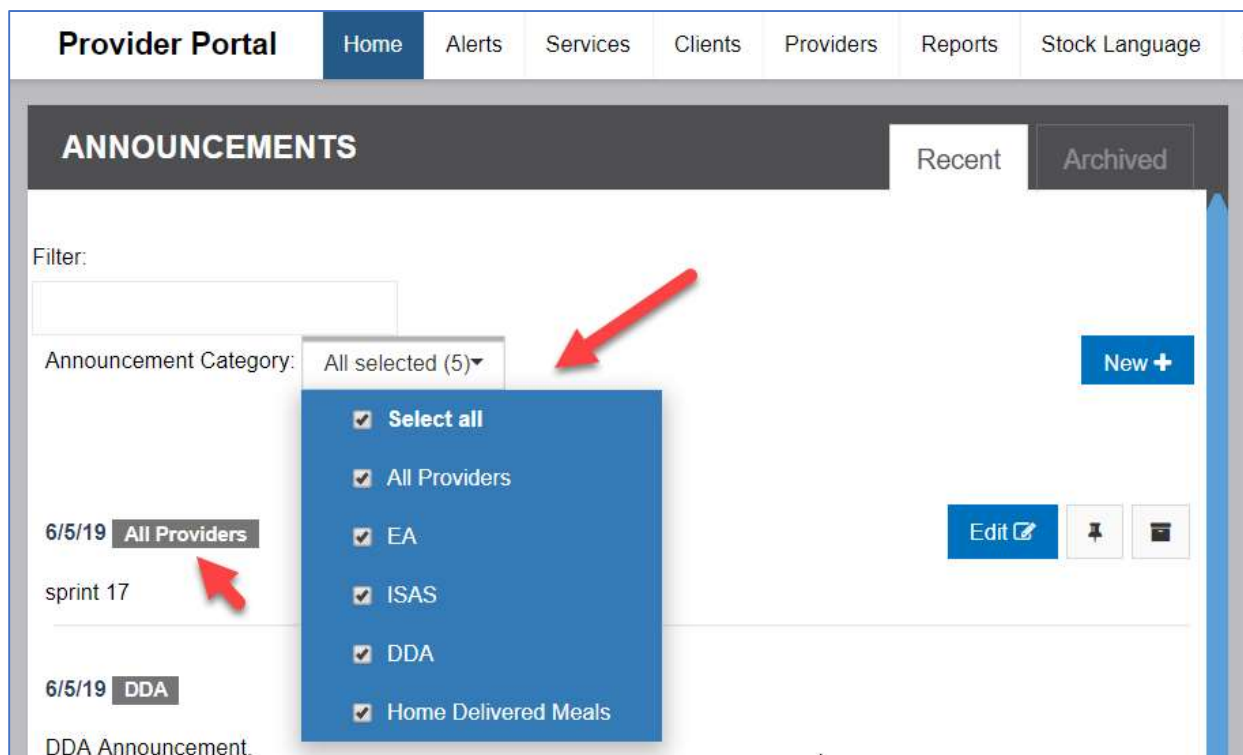 Provider Portal Home Alerts Services Clients Providers Reports Stock Language
ANNOUNCEMENTS Recent Archived
Filter:
Announcement Category: All selected (5) New
Select all
All Providers
6/5/19 All Providers EA Edit
sprint 17 ISAS
DDA
6/5/19 DDA
Home Delivered Meals
DDA Announcement.